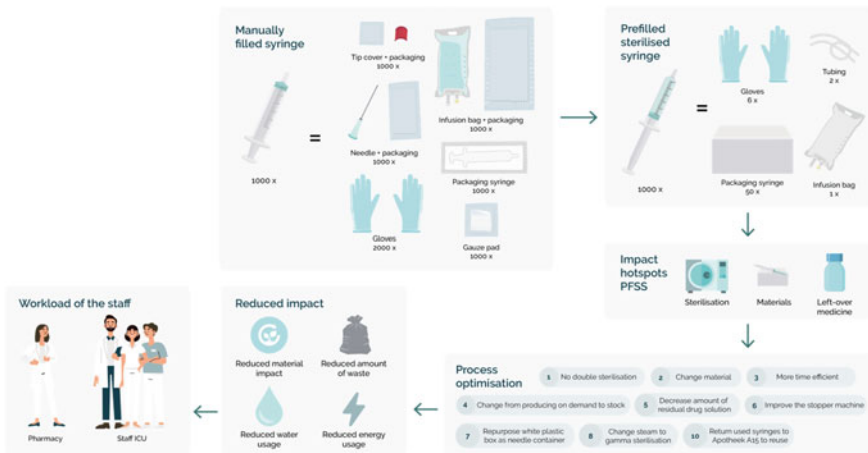 Manually
filled syringe
1000 x
=
Tip cover + packaging
1000 x
Needle + packaging
1000 x
Gloves
2000 x
Infusion bag + packaging
1000 x
Packaging syringe
1000 x
Gauze pad
1000 x
Prefilled
sterilised
syringe
1000 x
=
Gloves
6 x
Tubing
2 x
Packaging syringe
50 x
Infusion bag
1 x
Impact
hotspots
PFSS
Sterilisation
Materials
Left-over
medicine
Process
optimisation
1 No double sterilisation
2 Change material
3 More time efficient
4 Change from producing on demand to stock
5 Decrease amount of
residual drug solution
6 Improve the stopper machine
7 Repurpose white plastic
box as needle container
8 Change steam to
gamma sterilisation
10 Return used syringes to
Apotheek A15 to reuse
Reduced impact
Reduced material
impact
Reduced amount
of waste
Reduced water
usage
Reduced energy
usage
Workload of the staff
Pharmacy
Staff ICU